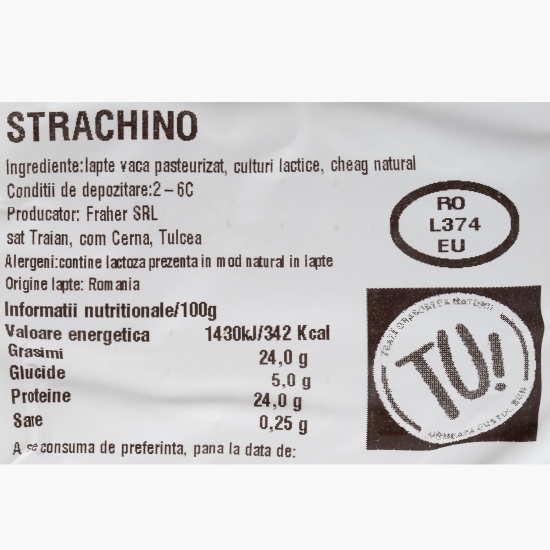 STRACHINO
Ingrediente:lapte vaca pasteurizat, culturi lactice, cheag natural
Conditii de depozitare:2 – 6C
Producator: Fraher SRL
sat Traian, com Cerna, Tulcea
Alergeni:contine lactoza prezenta in mod natural in lapte
Origine lapte: Romania
RO
L374
EU
Informatii nutritionale/100g
Valoare energetica 1430kJ/342 Kcal
Grasimi 24,0 g
Glucide 5,0 g
Proteine 24,0 g
Sare 0,25 g
A se consuma de preferinta, pana la data de:
TU!